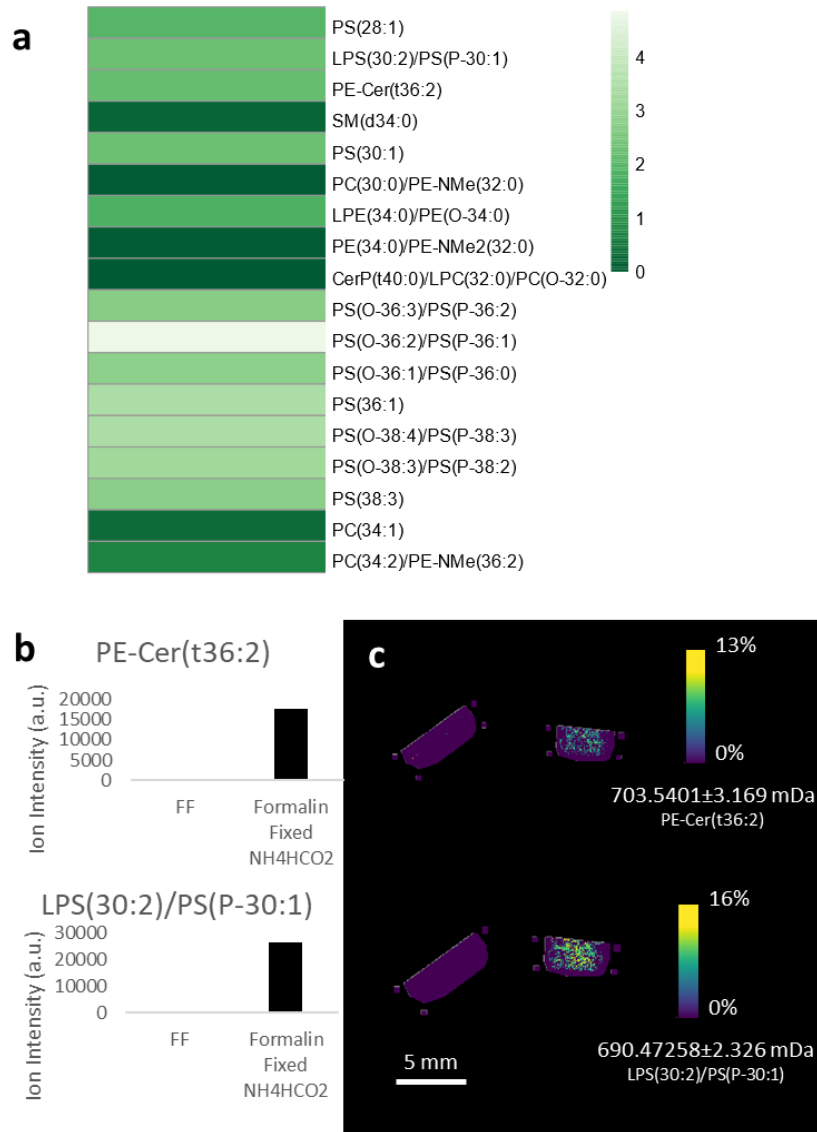 a
PS(28:1)
LPS(30:2)/PS(P-30:1)
PE-Cer(t36:2)
SM(d34:0)
PS(30:1)
PC(30:0)/PE-NMe(32:0)
LPE(34:0)/PE(O-34:0)
PE(34:0)/PE-NMe2(32:0)
CerP(t40:0)/LPC(32:0)/PC(O-32:0)
PS(O-36:3)/PS(P-36:2)
PS(O-36:2)/PS(P-36:1)
PS(O-36:1)/PS(P-36:0)
PS(36:1)
PS(O-38:4)/PS(P-38:3)
PS(O-38:3)/PS(P-38:2)
PS(38:3)
PC(34:1)
PC(34:2)/PE-NMe(36:2)
4
3
2
1
0
b
PE-Cer(t36:2)
Ion Intensity (a.u.)
20000
15000
10000
5000
0
FF
Formalin
Fixed
NH4HCO2
LPS(30:2)/PS(P-30:1)
Ion Intensity (a.u.)
30000
20000
10000
0
FF
Formalin
Fixed
NH4HCO2
c
13%
0%
703.5401±3.169 mDa
PE-Cer(t36:2)
16%
0%
5 mm
690.47258±2.326 mDa
LPS(30:2)/PS(P-30:1)